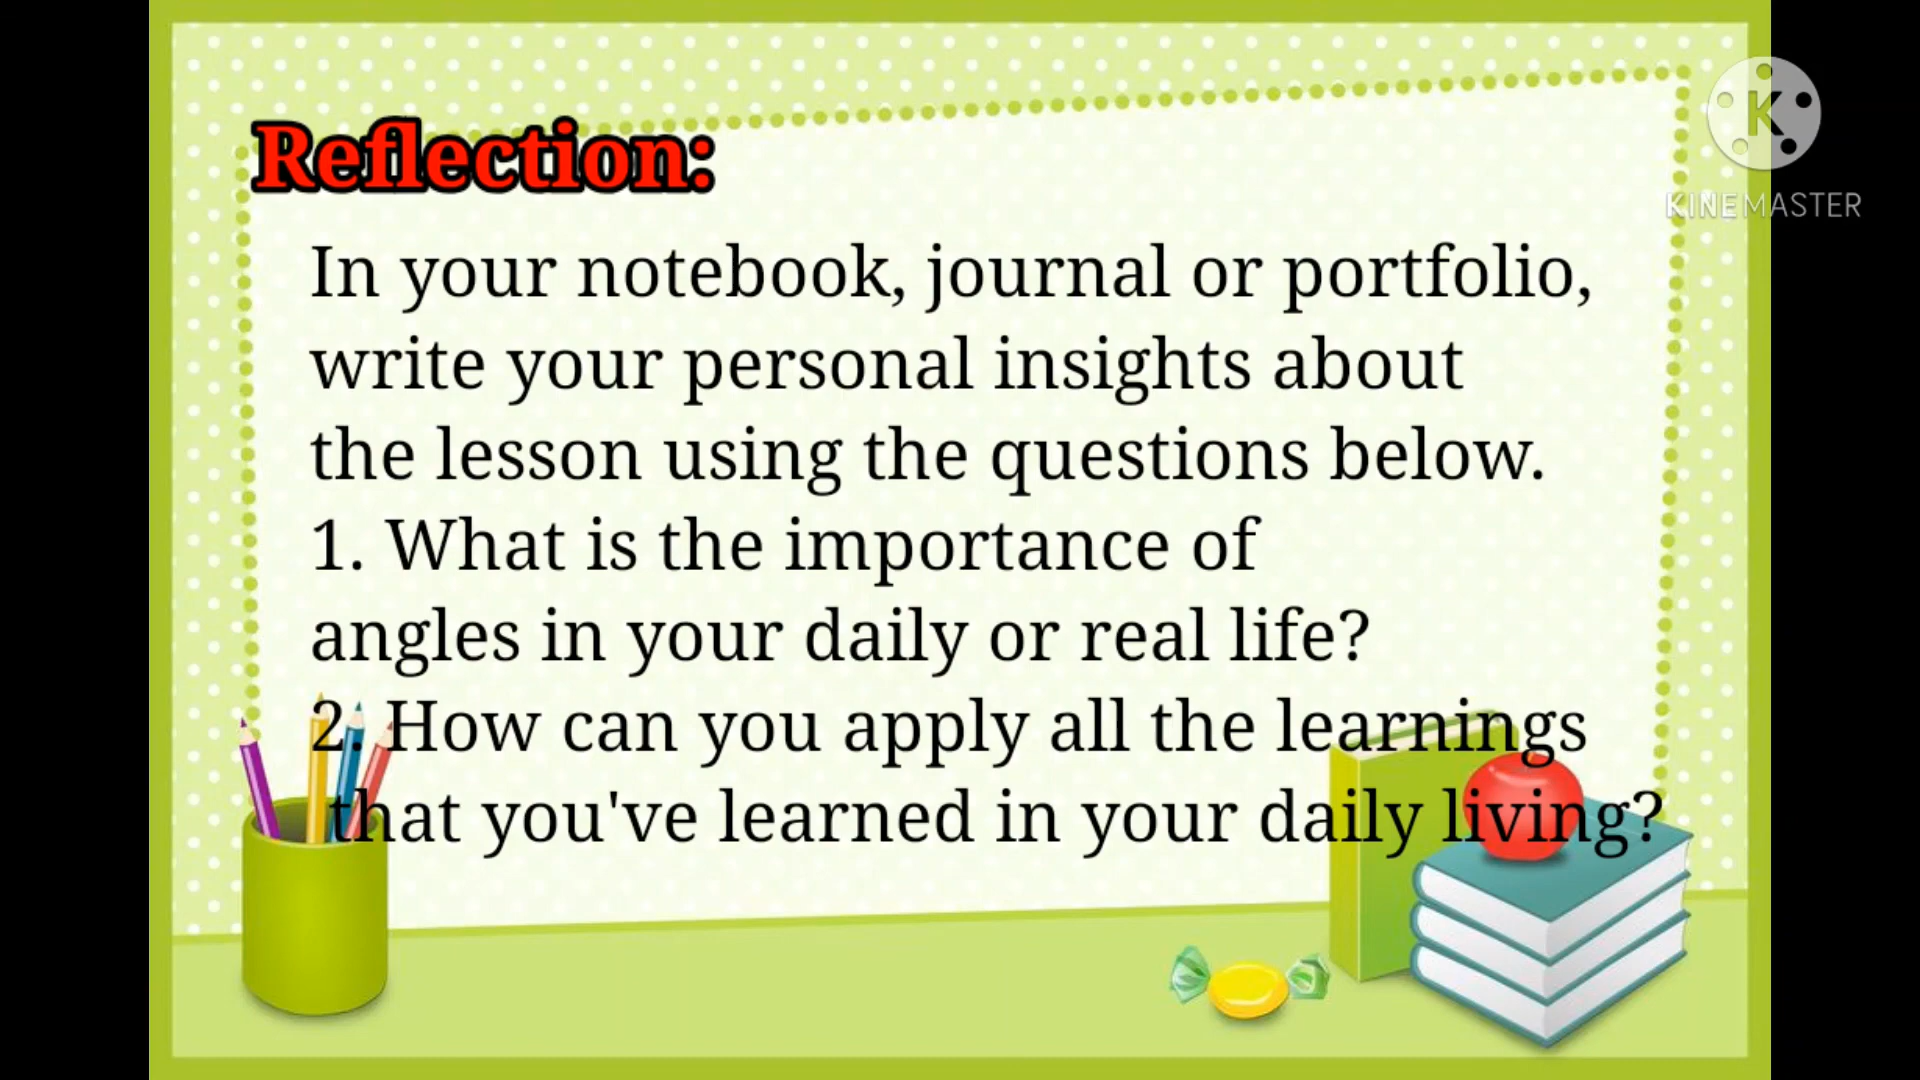 Reflection:
K
KINEMASTER
In your notebook, journal or portfolio,
write your personal insights about
the lesson using the questions below.
1. What is the importance of
angles in your daily or real life?
2. How can you apply all the learnings
that you've learned in your daily living?